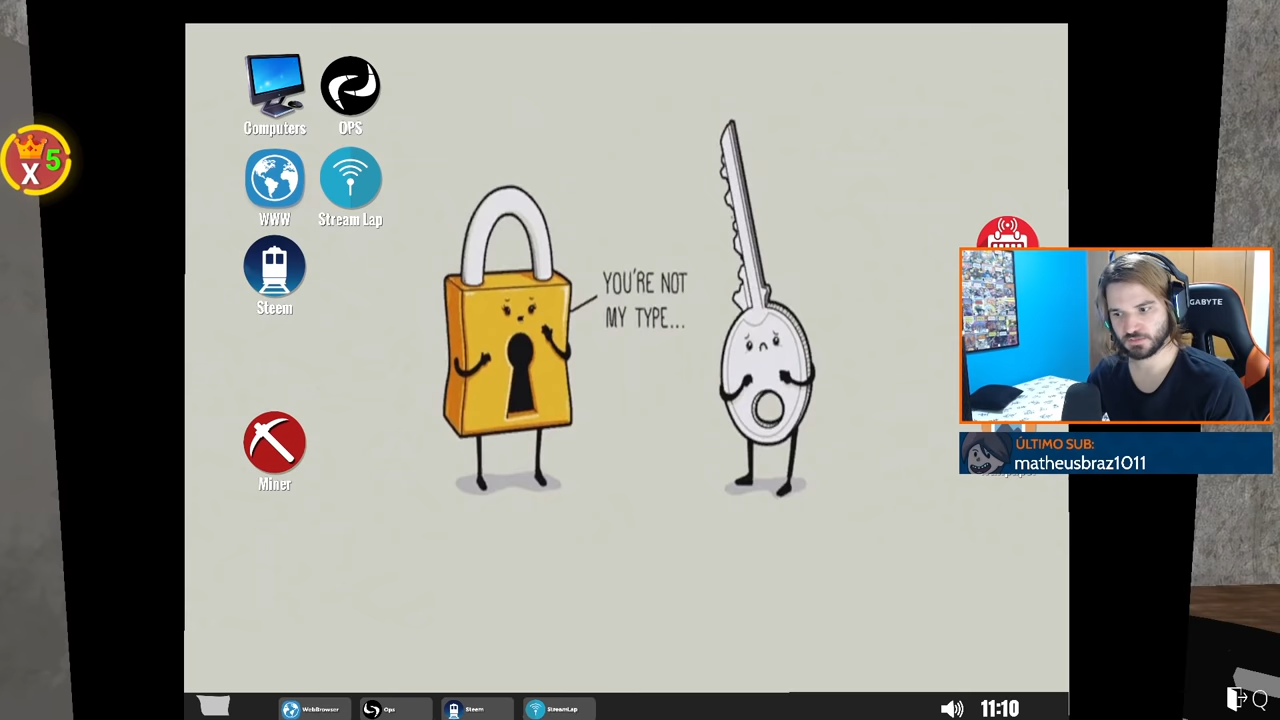 Computers
OPS
WWW
Stream Lap
Steem
Miner
YOU'RE NOT
MY TYPE...
X 5
GABYTE
ÚLTIMO SUB:
matheusbraz1011
WebBrowser
Ops
Steem
StreamLap
11:10
Q